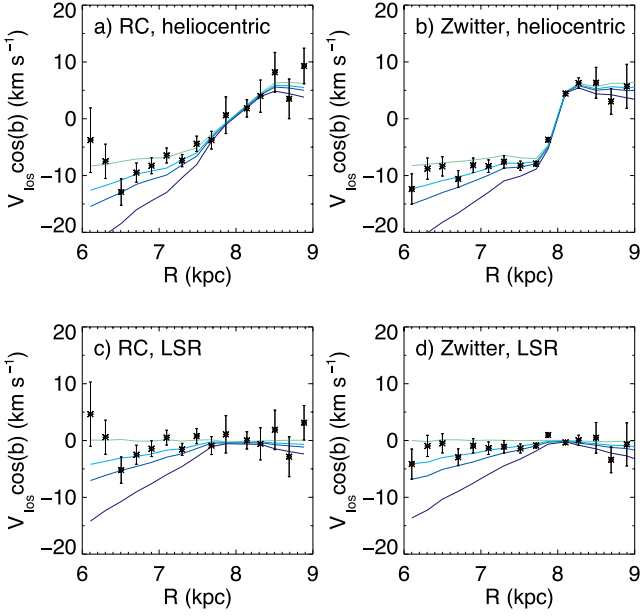 a) RC, heliocentric
20
10
0
−10
−20
V_los cos(b) (km s⁻¹)
6 7 8 9
R (kpc)
b) Zwitter, heliocentric
20
10
0
−10
−20
V_los cos(b) (km s⁻¹)
6 7 8 9
R (kpc)
c) RC, LSR
20
10
0
−10
−20
V_los cos(b) (km s⁻¹)
6 7 8 9
R (kpc)
d) Zwitter, LSR
20
10
0
−10
−20
V_los cos(b) (km s⁻¹)
6 7 8 9
R (kpc)